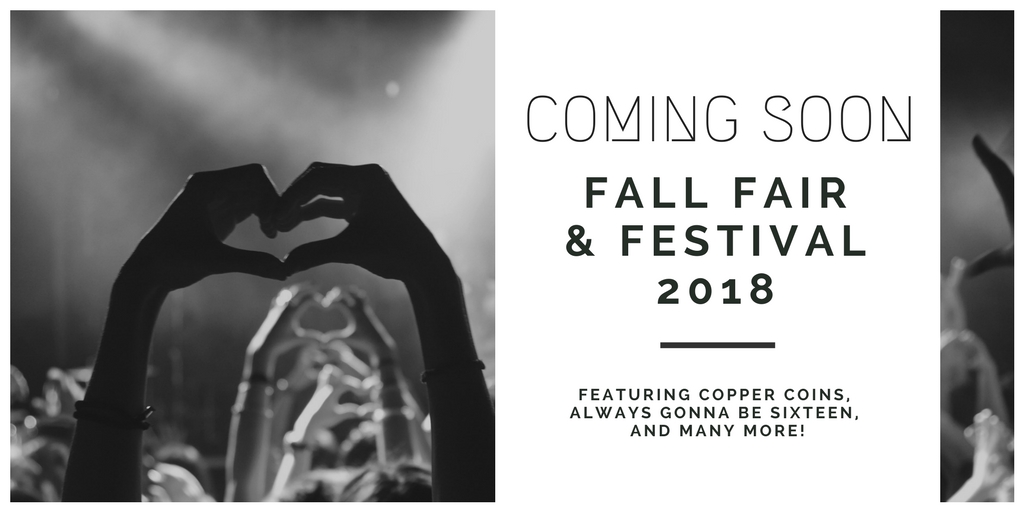 COMING SOON
FALL FAIR
& FESTIVAL
2018
FEATURING COPPER COINS,
ALWAYS GONNA BE SIXTEEN,
AND MANY MORE!